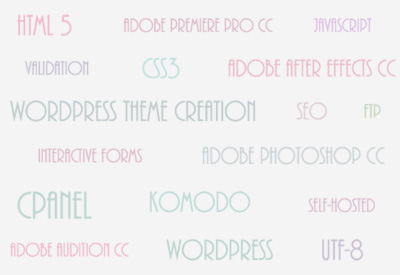 HTML 5 ADOBE PREMIERE PRO CC JAVASCRIPT
VALIDATION CSS3 ADOBE AFTER EFFECTS CC
WORDPRESS THEME CREATION SEO FTP
INTERACTIVE FORMS ADOBE PHOTOSHOP CC
CPANEL KOMODO SELF-HOSTED
ADOBE AUDITION CC WORDPRESS UTF-8